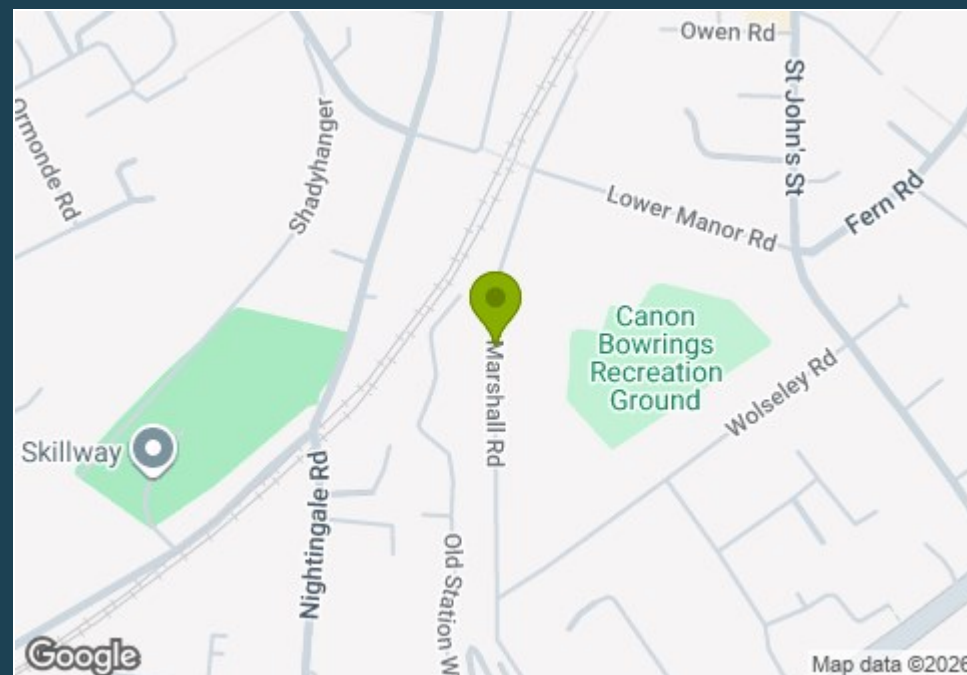 Owen Rd
St John's St
Ormonde Rd
Shadyhanger
Lower Manor Rd
Fern Rd
Canon
Bowrings
Recreation
Ground
Marshall Rd
Wolseley Rd
Skillway
Nightingale Rd
Old Station W
Google
Map data ©2026